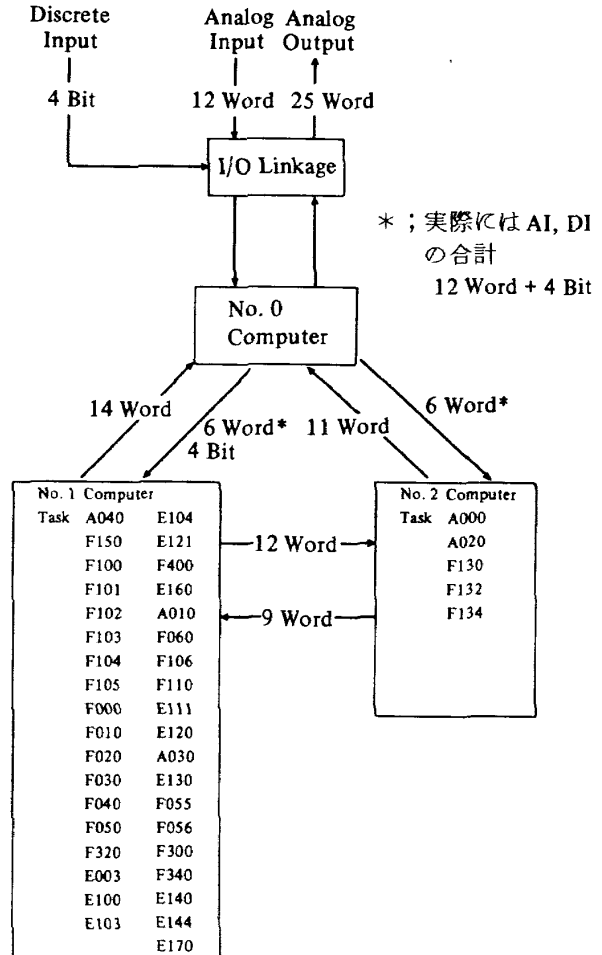 Discrete Input
Analog Input
Analog Output
4 Bit
12 Word
25 Word
I/O Linkage
*；実際には AI, DI
の合計
12 Word + 4 Bit
No. 0
Computer
14 Word
6 Word*
4 Bit
11 Word
6 Word*
No. 1 Computer
Task A040 E104
F150 E121
F100 F400
F101 E160
F102 A010
F103 F060
F104 F106
F105 F110
F000 E111
F010 E120
F020 A030
F030 E130
F040 F055
F050 F056
F320 F300
E003 F340
E100 E140
E103 E144
E170
12 Word
9 Word
No. 2 Computer
Task A000
A020
F130
F132
F134